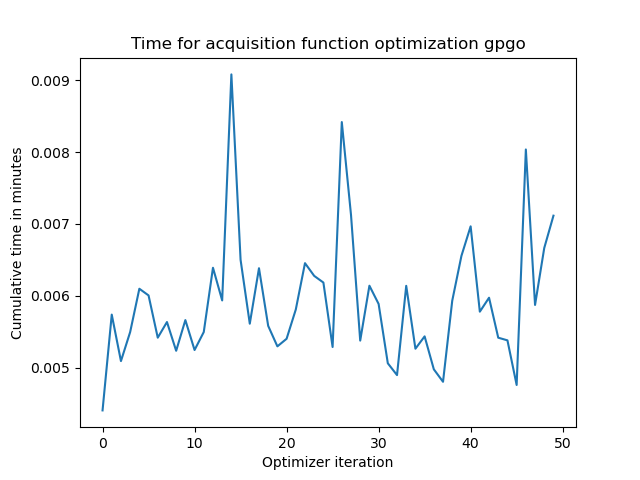 Time for acquisition function optimization gpgo
Cumulative time in minutes
0.009
0.008
0.007
0.006
0.005
0 10 20 30 40 50
Optimizer iteration